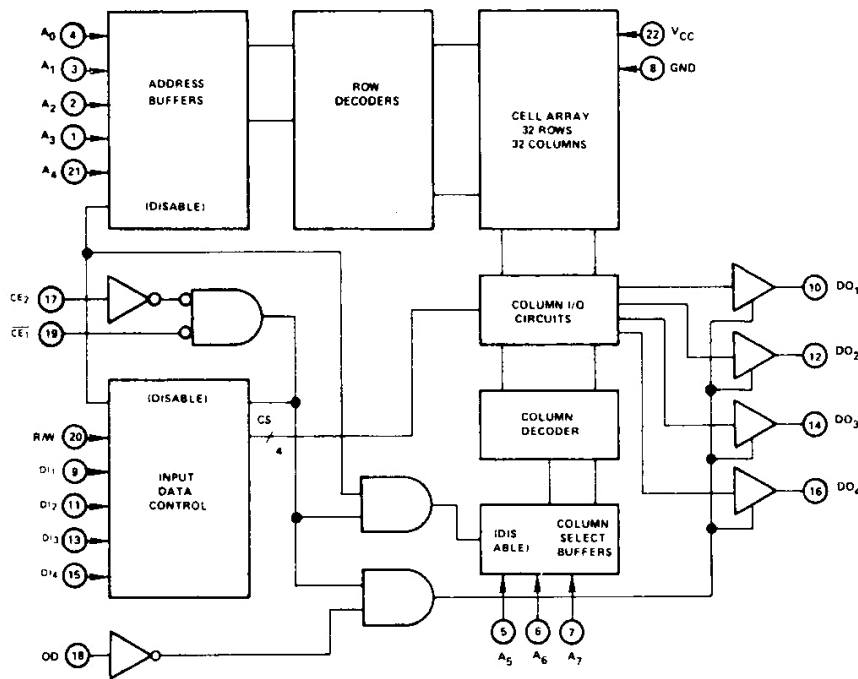 A0 4
A1 3
A2 2
A3 1
A4 21
ADDRESS
BUFFERS
(DISABLE)
ROW
DECODERS
CELL ARRAY
32 ROWS
32 COLUMNS
22 VCC
8 GND
CE2 17
C̅E̅1 19
COLUMN I/O
CIRCUITS
10 DO1
12 DO2
14 DO3
16 DO4
(DISABLE)
CS
4
R/W 20
DI1 9
DI2 11
DI3 13
DI4 15
INPUT
DATA
CONTROL
COLUMN
DECODER
(DIS
ABLE)
COLUMN
SELECT
BUFFERS
OD 18
5 6 7
A5 A6 A7